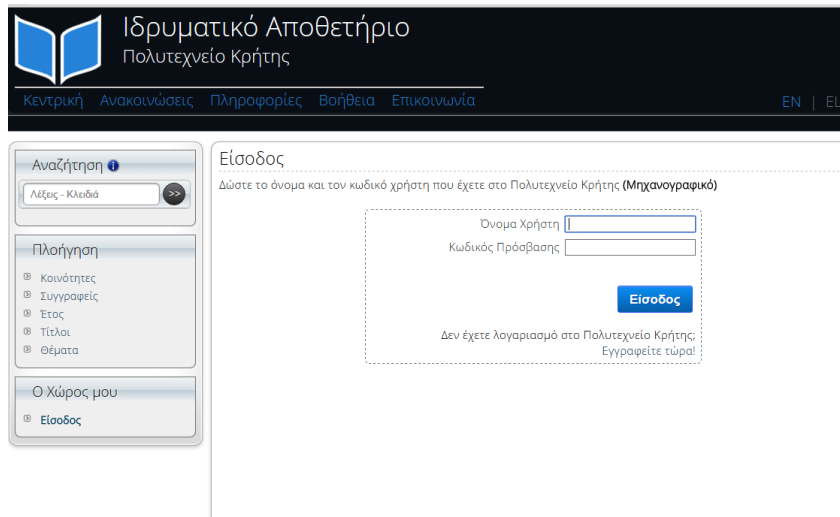 Ιδρυματικό Αποθετήριο
Πολυτεχνείο Κρήτης
Κεντρική Ανακοινώσεις Πληροφορίες Βοήθεια Επικοινωνία
EN | EL
Αναζήτηση
Λέξεις - Κλειδιά >>
Πλοήγηση
Κοινότητες
Συγγραφείς
Έτος
Τίτλοι
Θέματα
Ο Χώρος μου
Είσοδος
Είσοδος
Δώστε το όνομα και τον κωδικό χρήστη που έχετε στο Πολυτεχνείο Κρήτης (Μηχανογραφικό)
Όνομα Χρήστη
Κωδικός Πρόσβασης
Είσοδος
Δεν έχετε λογαριασμό στο Πολυτεχνείο Κρήτης;
Εγγραφείτε τώρα!